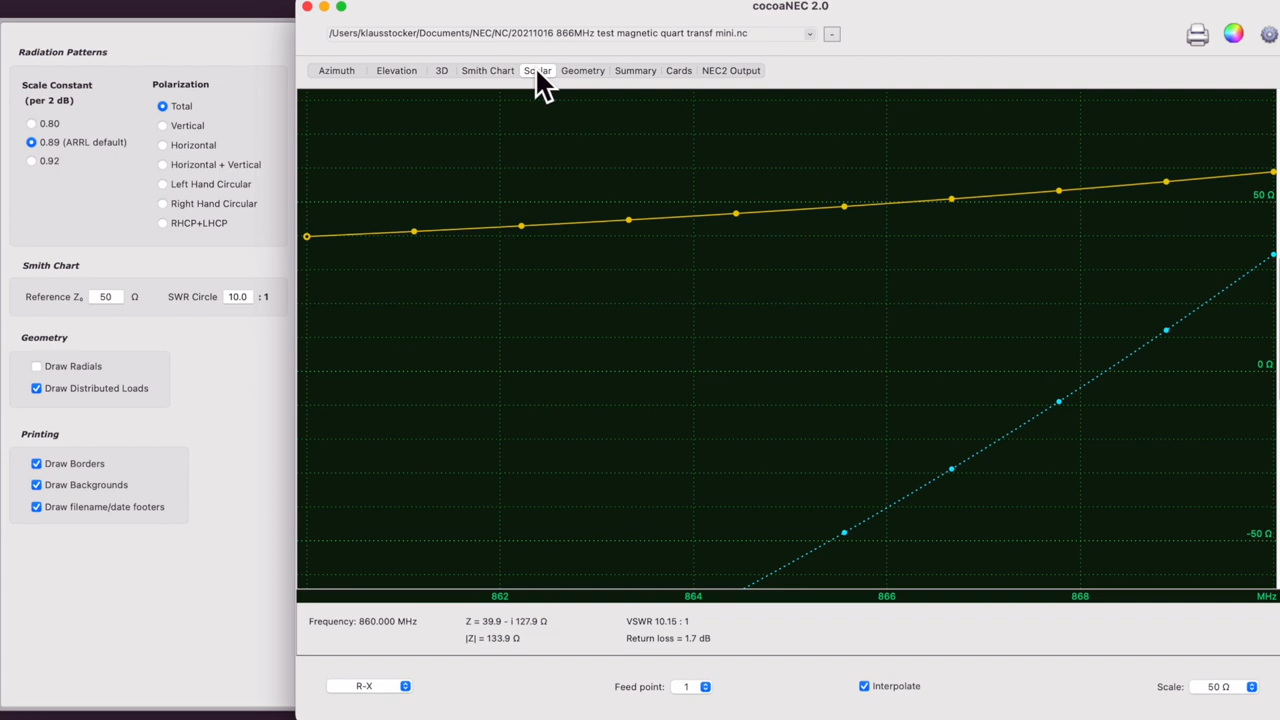 cocoaNEC 2.0
/Users/klausstocker/Documents/NEC/NC/20211016 866MHz test magnetic quart transf mini.nc
-
Azimuth Elevation 3D Smith Chart Scalar Geometry Summary Cards NEC2 Output
Radiation Patterns
Scale Constant
(per 2 dB)
0.80
0.89 (ARRL default)
0.92
Polarization
Total
Vertical
Horizontal
Horizontal + Vertical
Left Hand Circular
Right Hand Circular
RHCP+LHCP
Smith Chart
Reference Z₀ 50 Ω SWR Circle 10.0 : 1
Geometry
Draw Radials
Draw Distributed Loads
Printing
Draw Borders
Draw Backgrounds
Draw filename/date footers
50 Ω
0 Ω
-50 Ω
862 864 866 868 MHz
Frequency: 860.000 MHz Z = 39.9 - i 127.9 Ω VSWR 10.15 : 1
|Z| = 133.9 Ω Return loss = 1.7 dB
R-X Feed point: 1 Interpolate Scale: 50 Ω